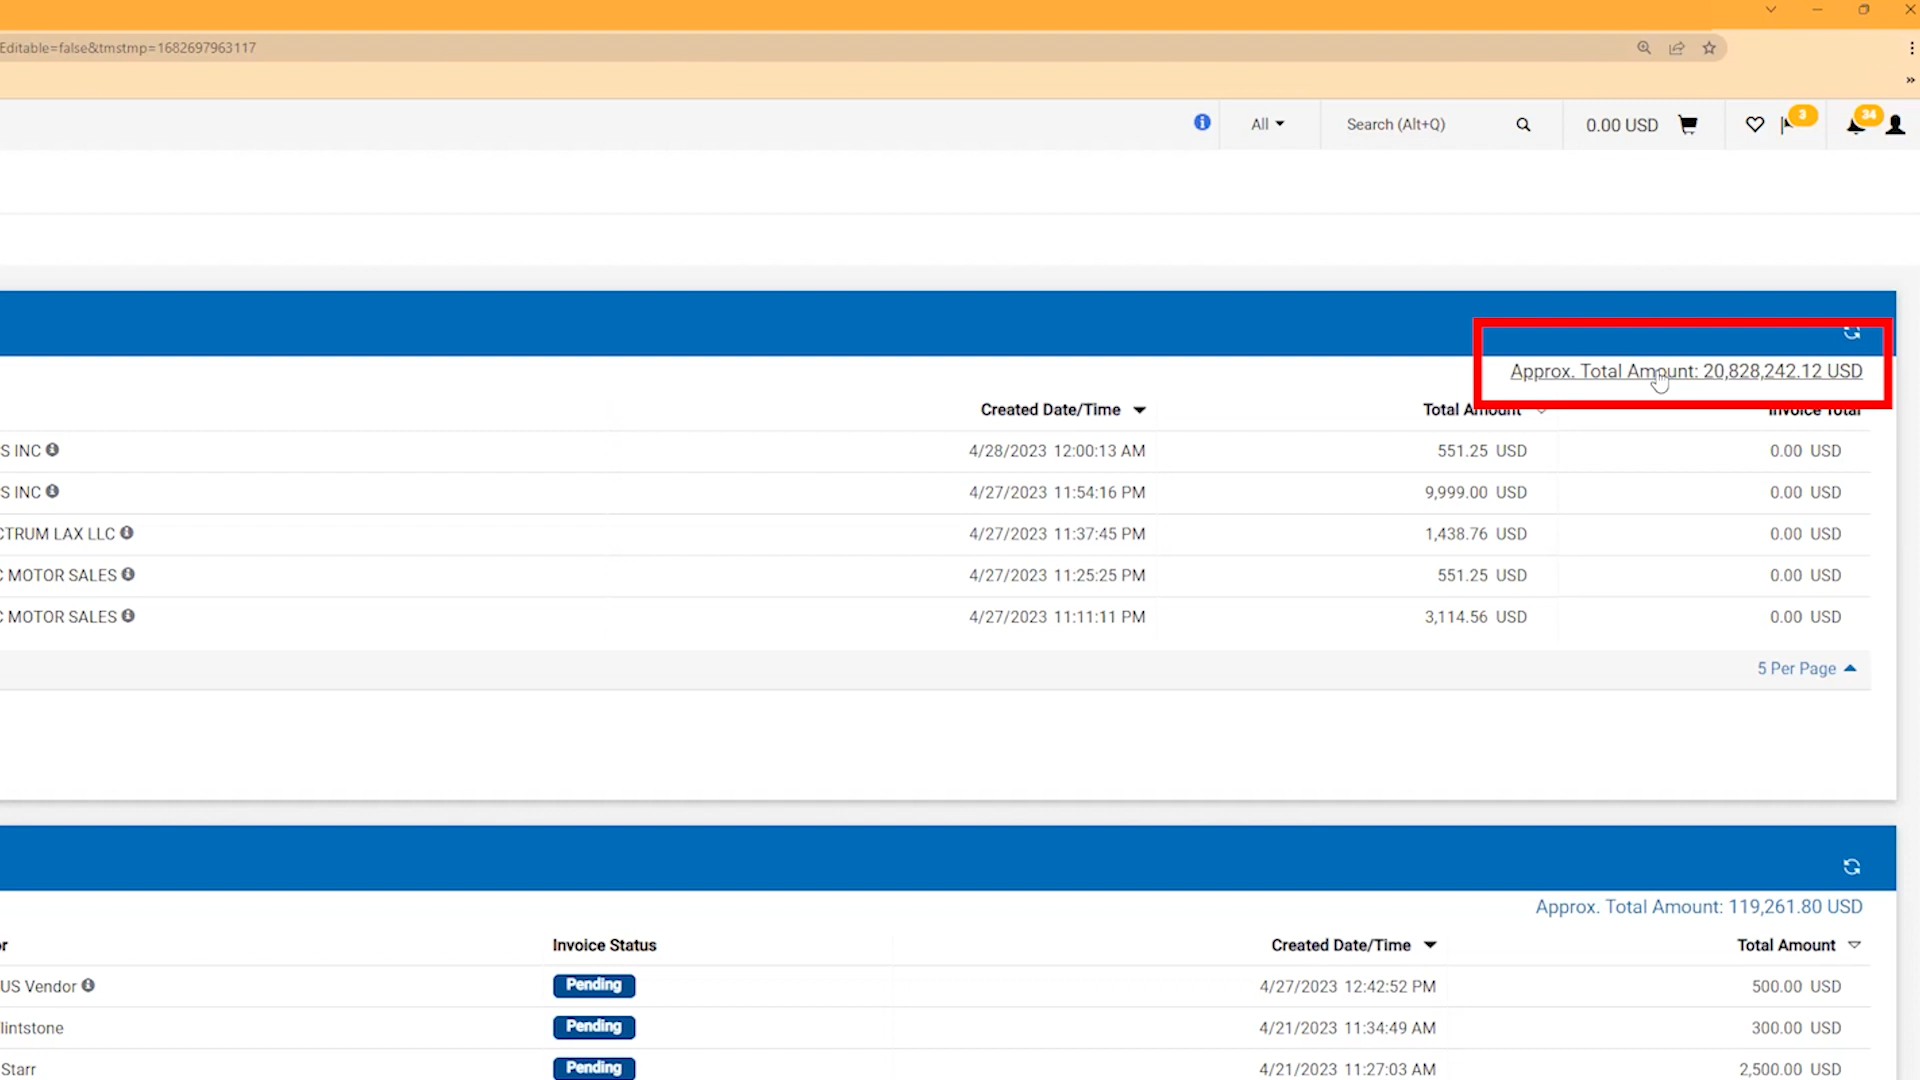 Editable=false&tmstmp=1682697963117
All Search (Alt+Q) 0.00 USD 3 34
Approx. Total Amount: 20,828,242.12 USD
Created Date/Time Total Amount Invoice Total
S INC 4/28/2023 12:00:13 AM 551.25 USD 0.00 USD
S INC 4/27/2023 11:54:16 PM 9,999.00 USD 0.00 USD
CTRUM LAX LLC 4/27/2023 11:37:45 PM 1,438.76 USD 0.00 USD
C MOTOR SALES 4/27/2023 11:25:25 PM 551.25 USD 0.00 USD
C MOTOR SALES 4/27/2023 11:11:11 PM 3,114.56 USD 0.00 USD
5 Per Page
Approx. Total Amount: 119,261.80 USD
or Invoice Status Created Date/Time Total Amount
US Vendor Pending 4/27/2023 12:42:52 PM 500.00 USD
lintstone Pending 4/21/2023 11:34:49 AM 300.00 USD
Starr Pending 4/21/2023 11:27:03 AM 2,500.00 USD